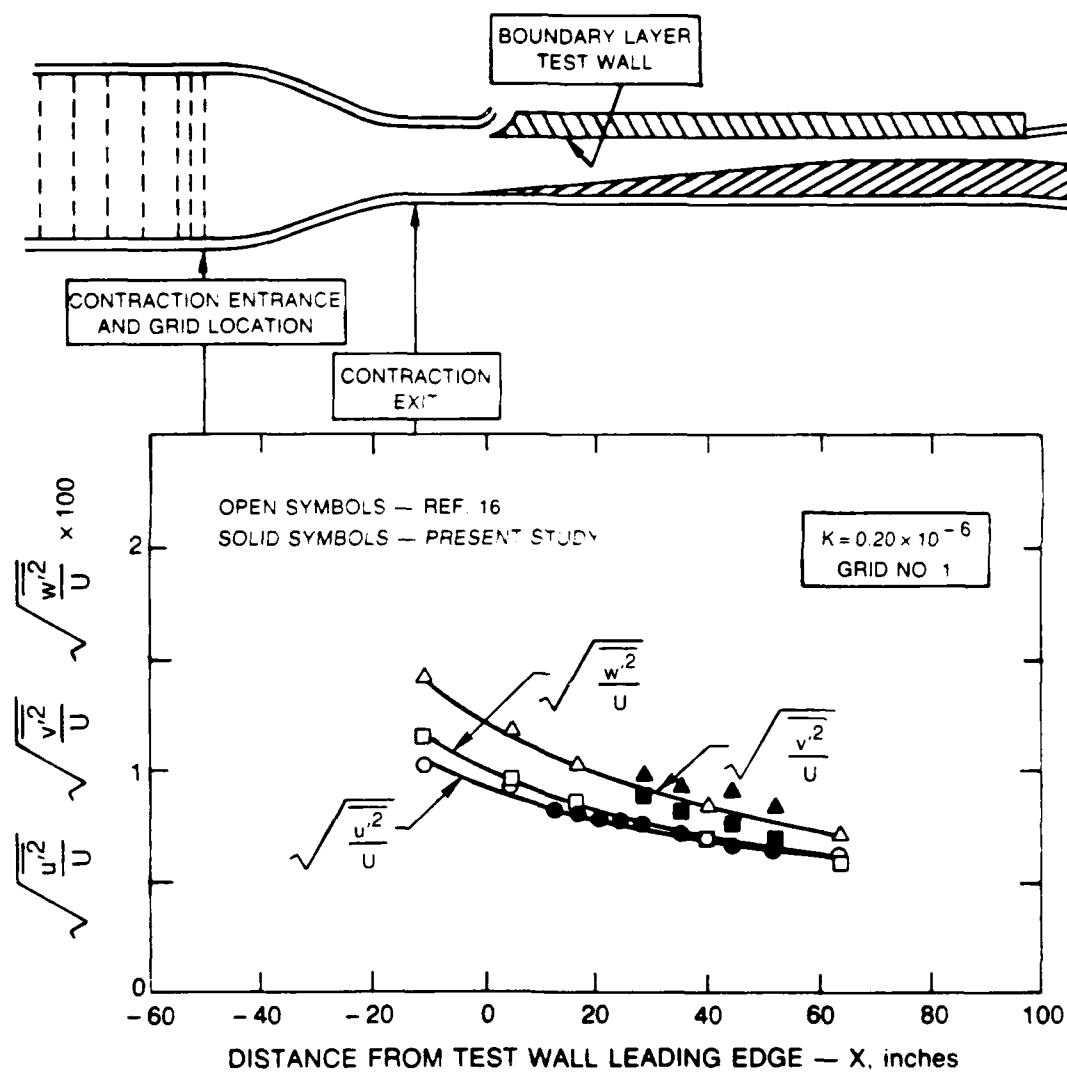 BOUNDARY LAYER
TEST WALL
CONTRACTION ENTRANCE
AND GRID LOCATION
CONTRACTION
EXIT
OPEN SYMBOLS — REF. 16
SOLID SYMBOLS — PRESENT STUDY
K = 0.20 × 10⁻⁶
GRID NO 1
√w'²/U
√v'²/U
√u'²/U
√u'²/U √v'²/U √w'²/U × 100
2
1
0
-60 -40 -20 0 20 40 60 80 100
DISTANCE FROM TEST WALL LEADING EDGE — X, inches